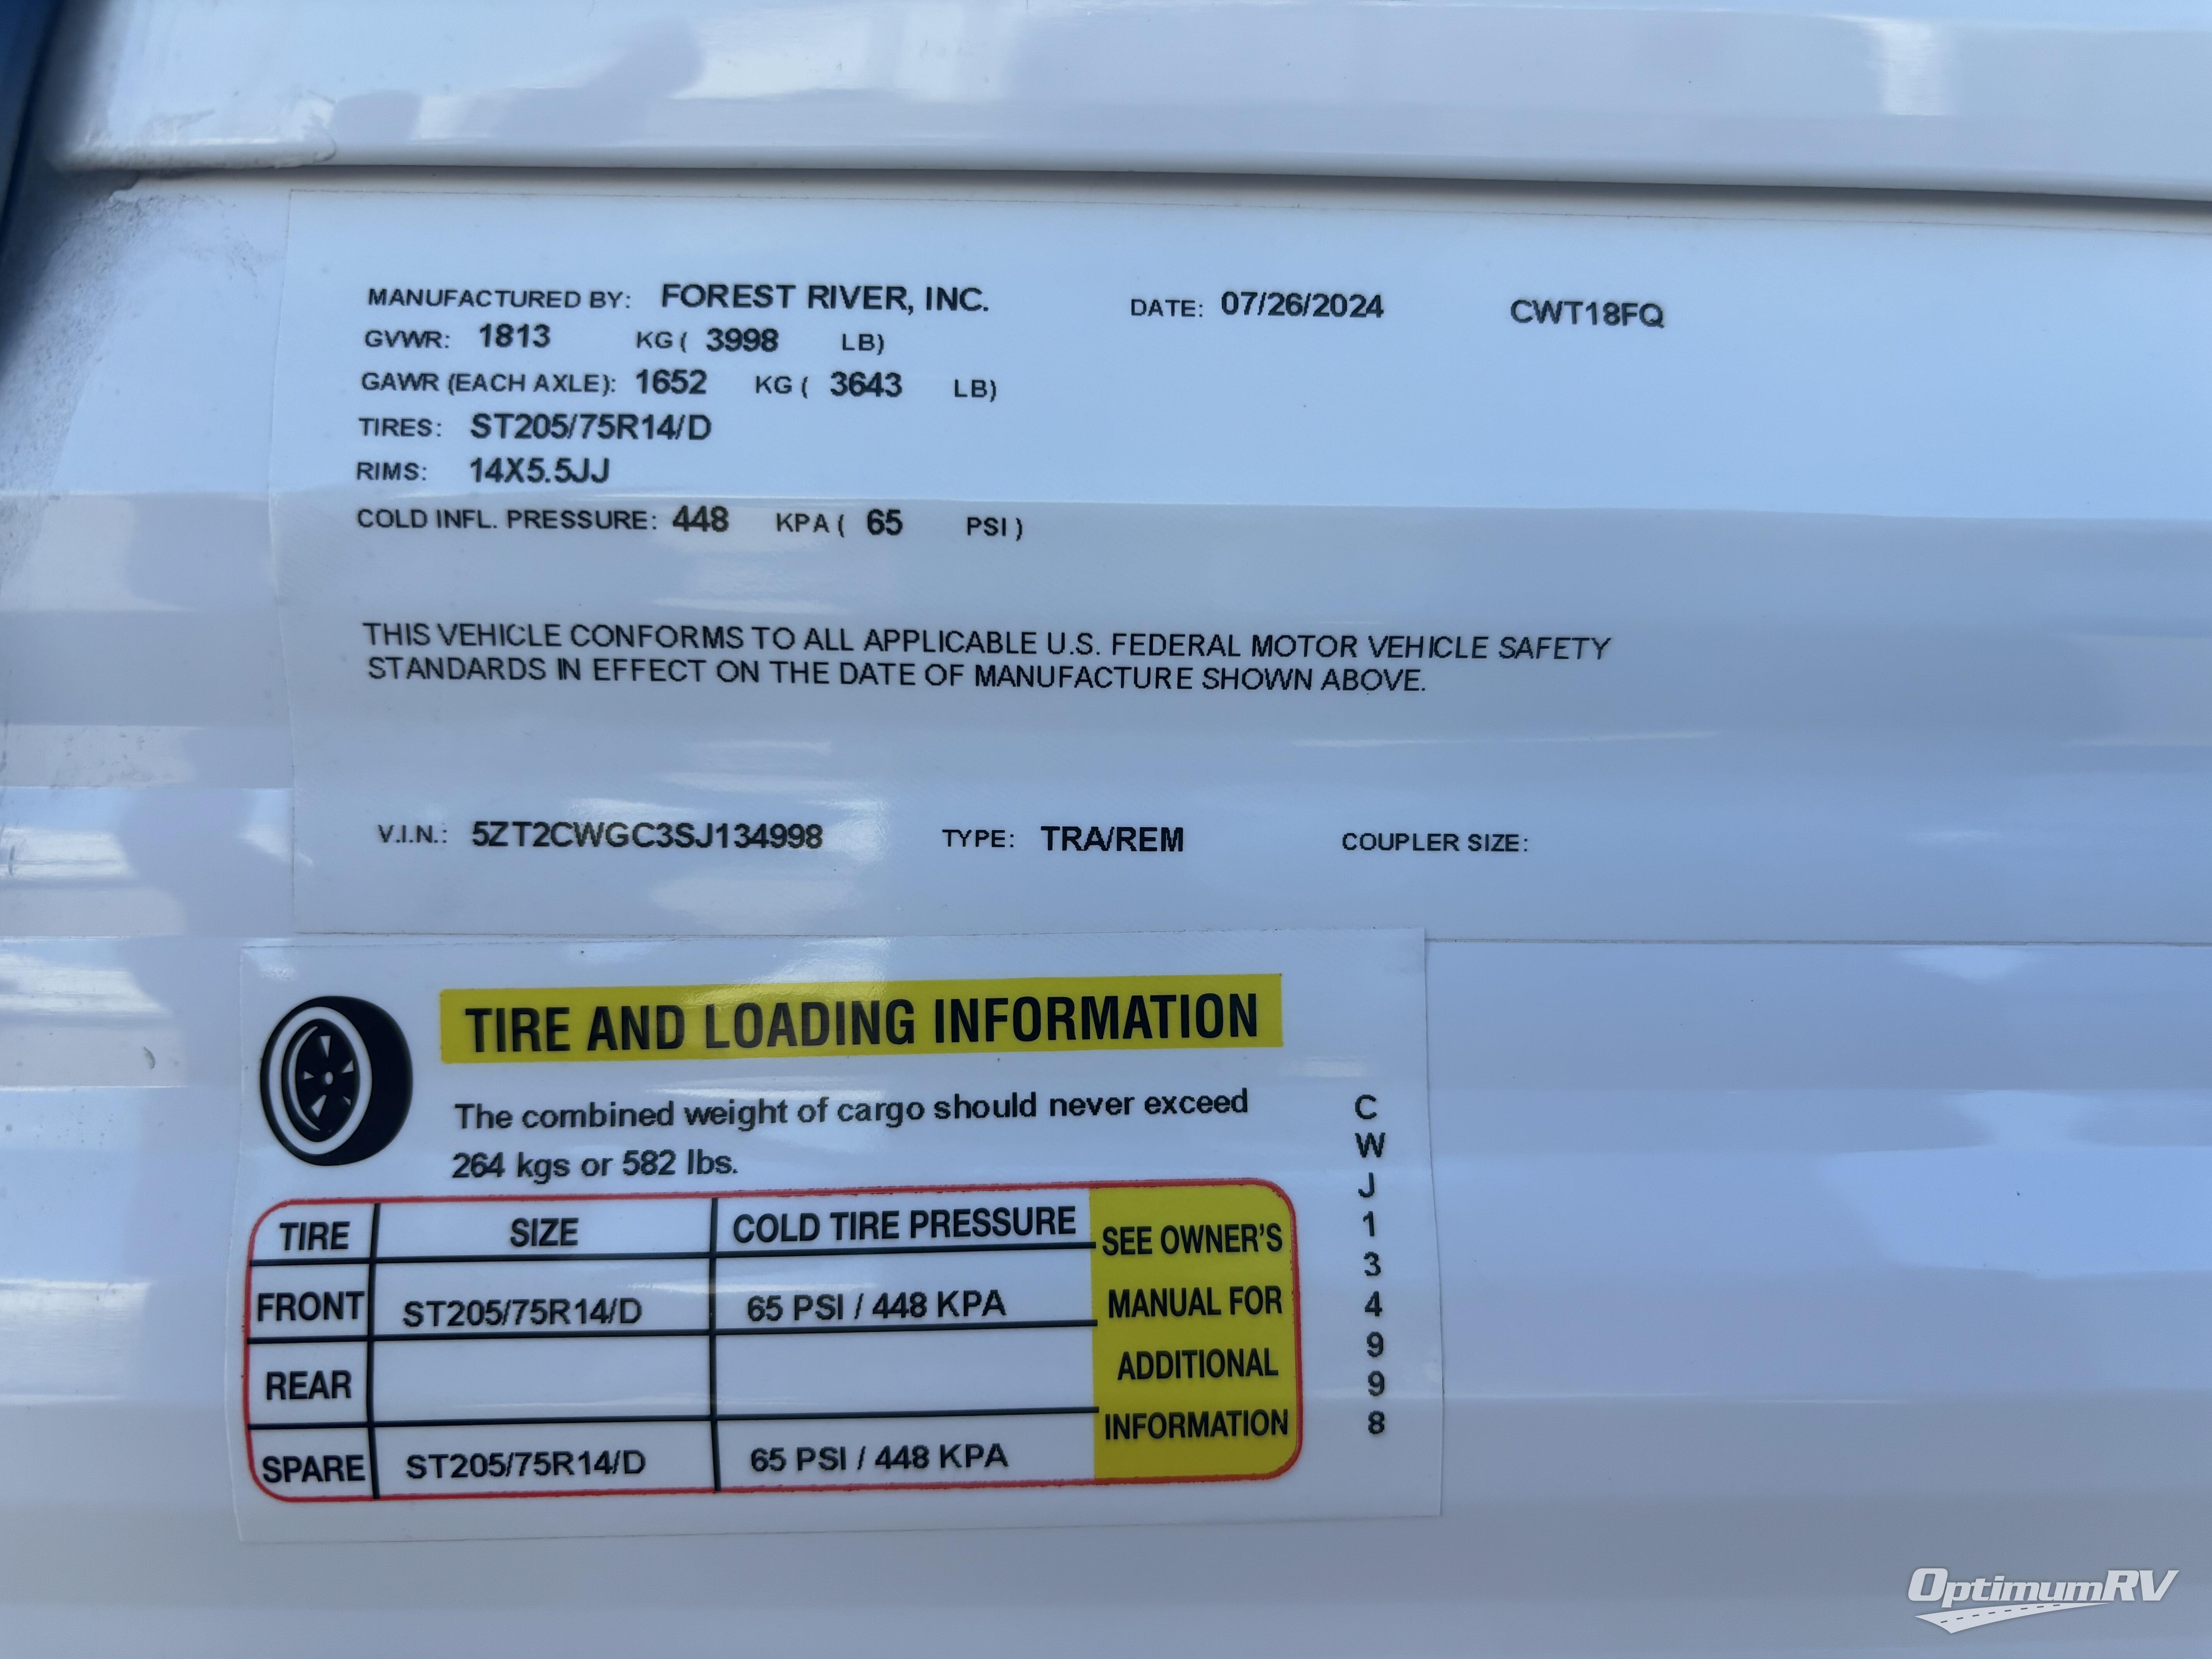 MANUFACTURED BY: FOREST RIVER, INC. DATE: 07/26/2024 CWT18FQ
GVWR: 1813 KG ( 3998 LB)
GAWR (EACH AXLE): 1652 KG ( 3643 LB)
TIRES: ST205/75R14/D
RIMS: 14X5.5JJ
COLD INFL. PRESSURE: 448 KPA ( 65 PSI )
THIS VEHICLE CONFORMS TO ALL APPLICABLE U.S. FEDERAL MOTOR VEHICLE SAFETY
STANDARDS IN EFFECT ON THE DATE OF MANUFACTURE SHOWN ABOVE.
V.I.N.: 5ZT2CWGC3SJ134998 TYPE: TRA/REM COUPLER SIZE:
TIRE AND LOADING INFORMATION
The combined weight of cargo should never exceed
264 kgs or 582 lbs.
TIRE SIZE COLD TIRE PRESSURE
FRONT ST205/75R14/D 65 PSI / 448 KPA
REAR
SPARE ST205/75R14/D 65 PSI / 448 KPA
SEE OWNER'S
MANUAL FOR
ADDITIONAL
INFORMATION
C
W
J
1
3
4
9
9
8
OptimumRV